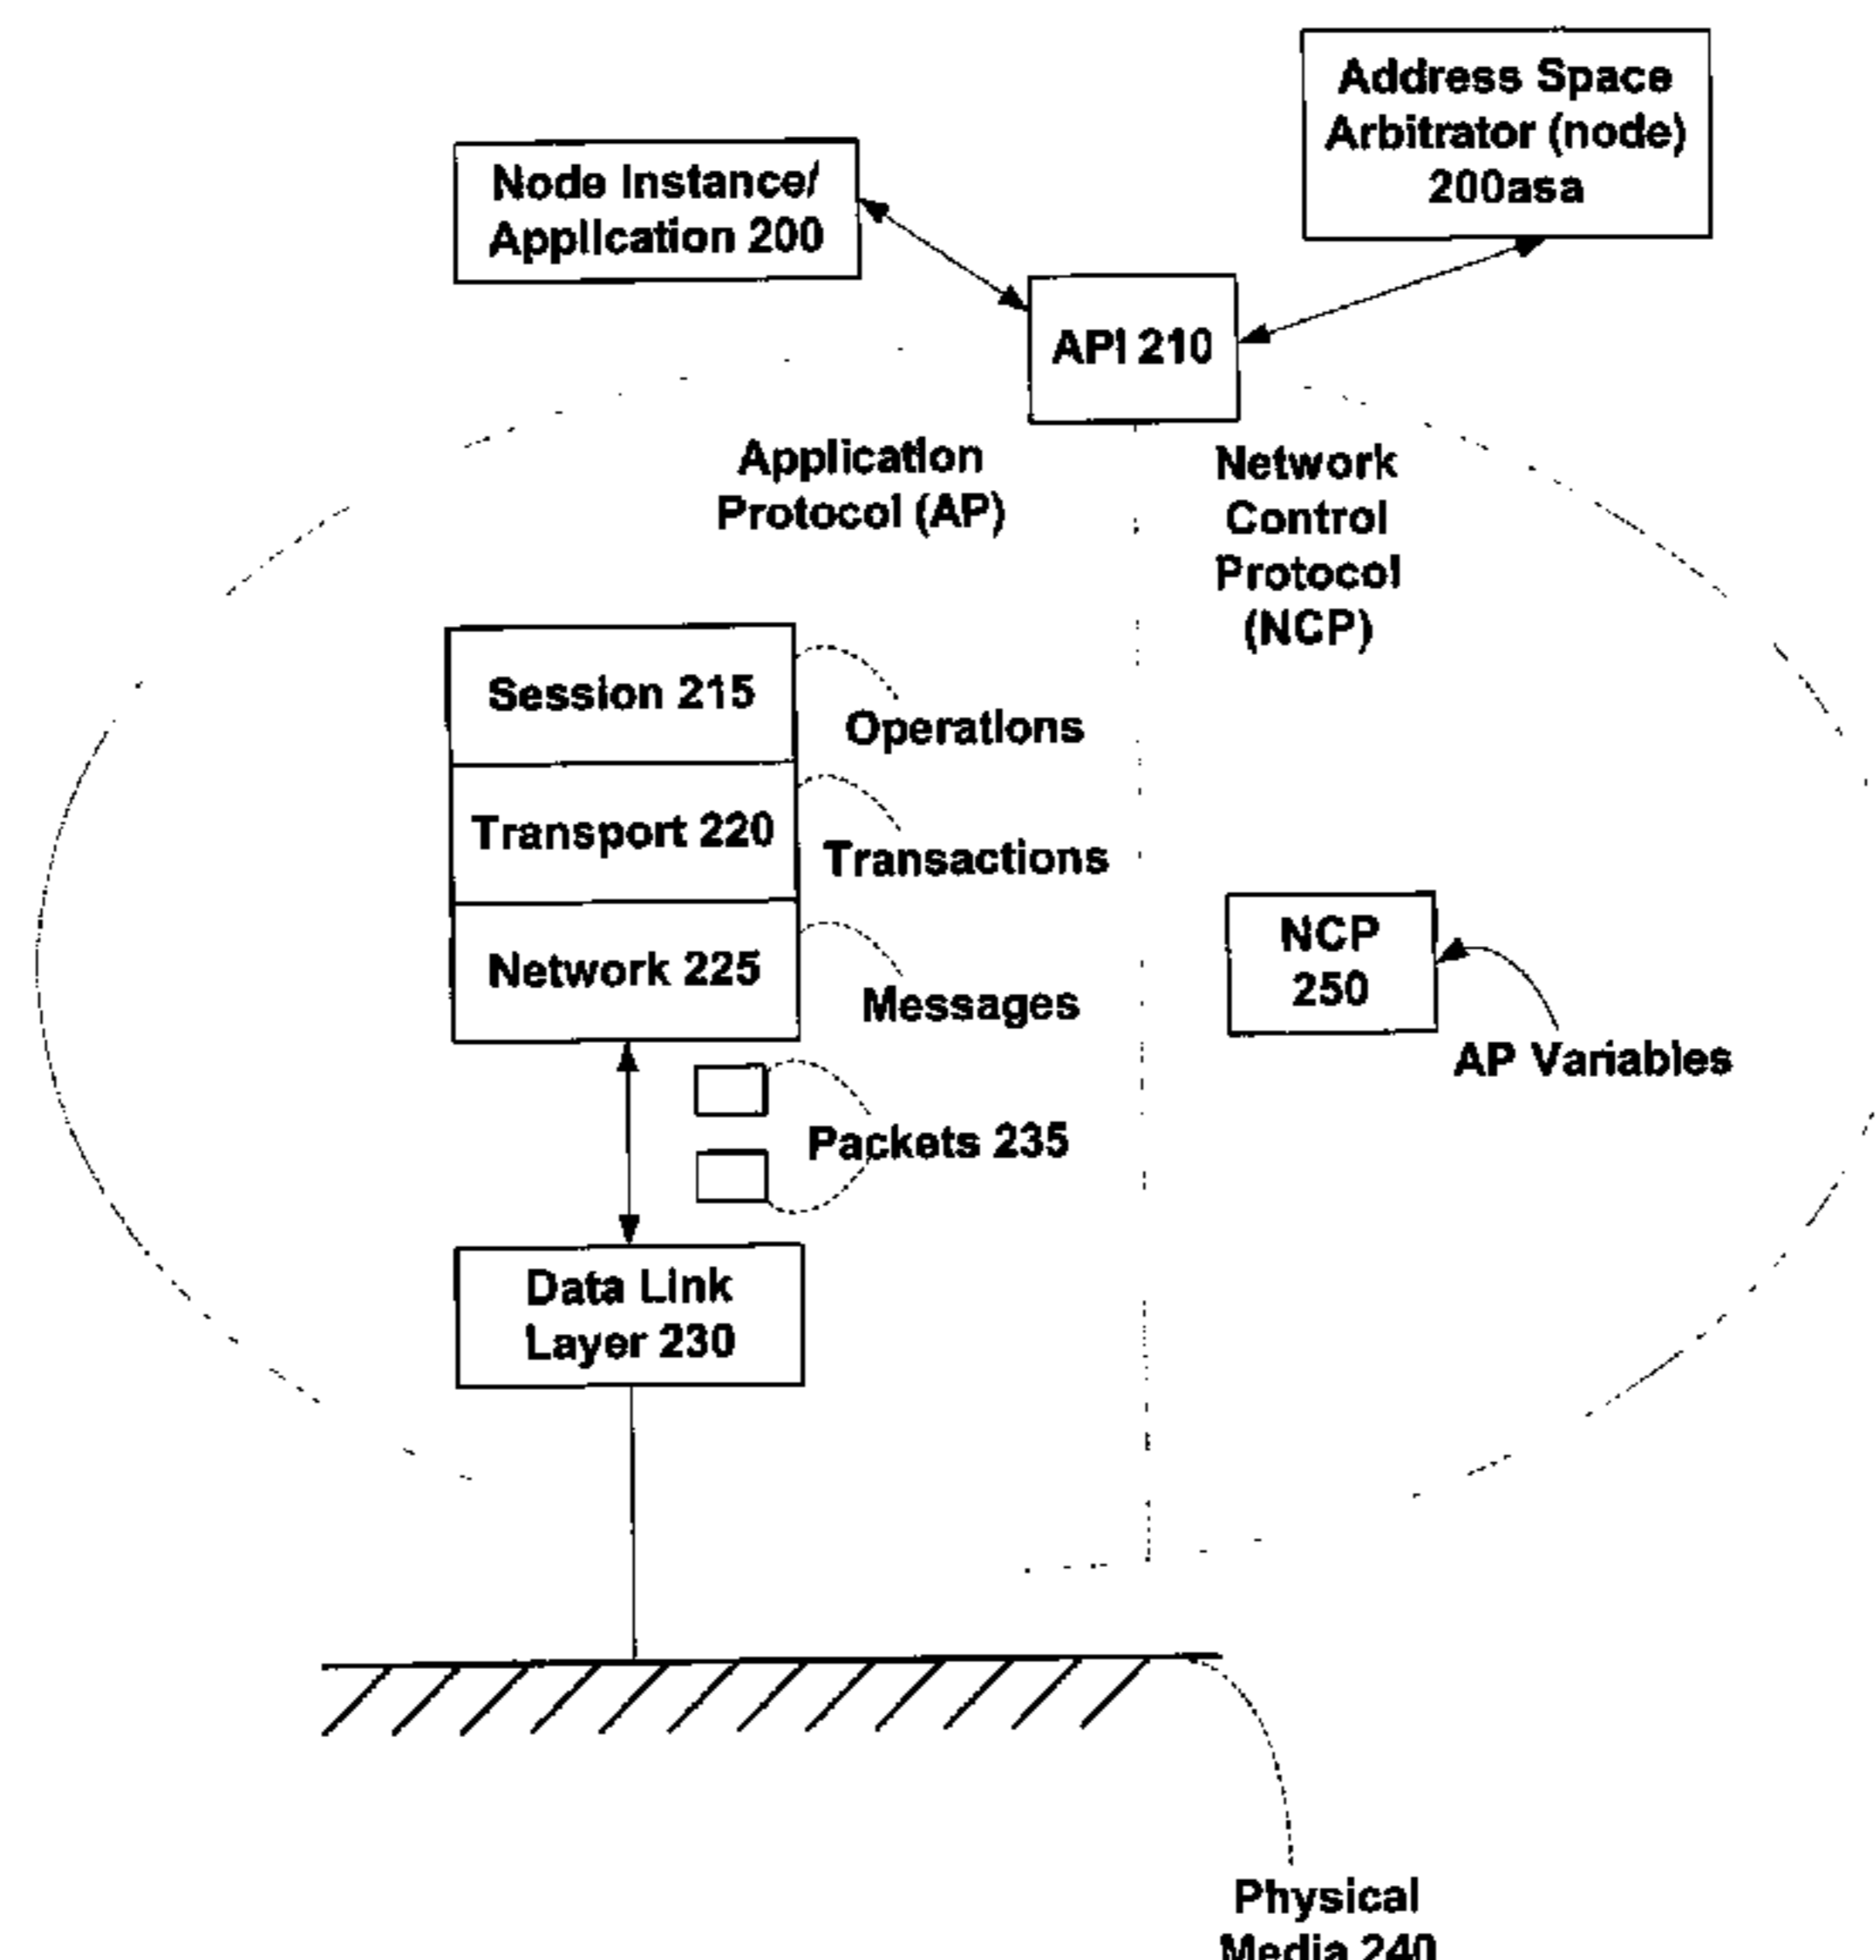 Address Space
Arbitrator (node)
200asa
Node Instance/
Application 200
API 210
Application
Protocol (AP)
Network
Control
Protocol
(NCP)
Session 215
Operations
Transport 220
Transactions
Network 225
Messages
NCP
250
AP Variables
Packets 235
Data Link
Layer 230
Physical
Media 240